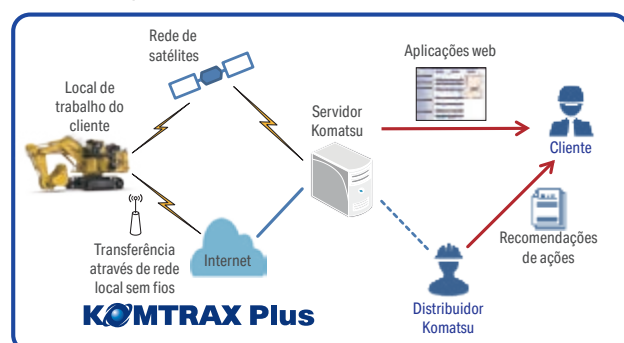 Rede de
satélites
Aplicações web
Local de
trabalho do
cliente
Servidor
Komatsu
Cliente
Transferência
através de rede
local sem fios
Internet
Recomendações
de ações
Distribuidor
Komatsu
KOMTRAX Plus